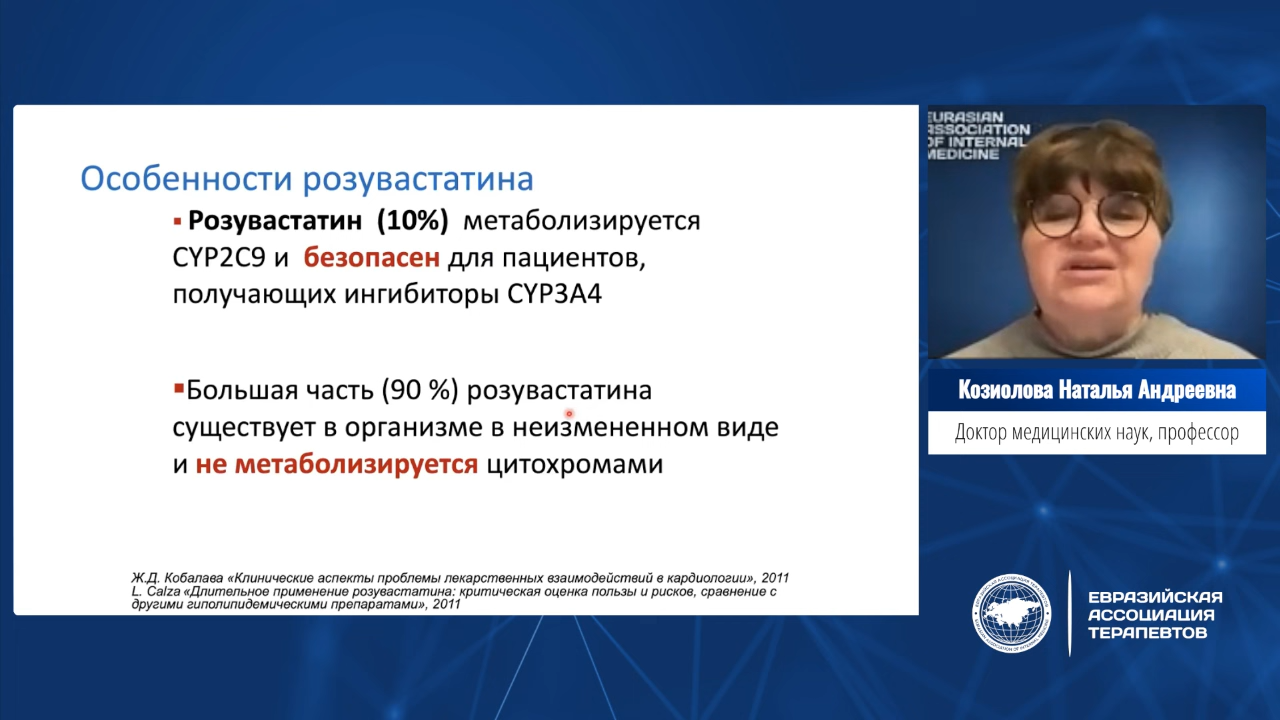 Особенности розувастатина
▪ Розувастатин (10%) метаболизируется
CYP2C9 и безопасен для пациентов,
получающих ингибиторы CYP3A4
▪Большая часть (90 %) розувастатина
существует в организме в неизмененном виде
и не метаболизируется цитохромами
Ж.Д. Кобалава «Клинические аспекты проблемы лекарственных взаимодействий в кардиологии», 2011
L. Calza «Длительное применение розувастатина: критическая оценка пользы и рисков, сравнение с
другими гиполипидемическими препаратами», 2011
EURASIAN
ASSOCIATION
OF INTERNAL
MEDICINE
Козиолова Наталья Андреевна
Доктор медицинских наук, профессор
ЕВРАЗИЙСКАЯ
АССОЦИАЦИЯ
ТЕРАПЕВТОВ